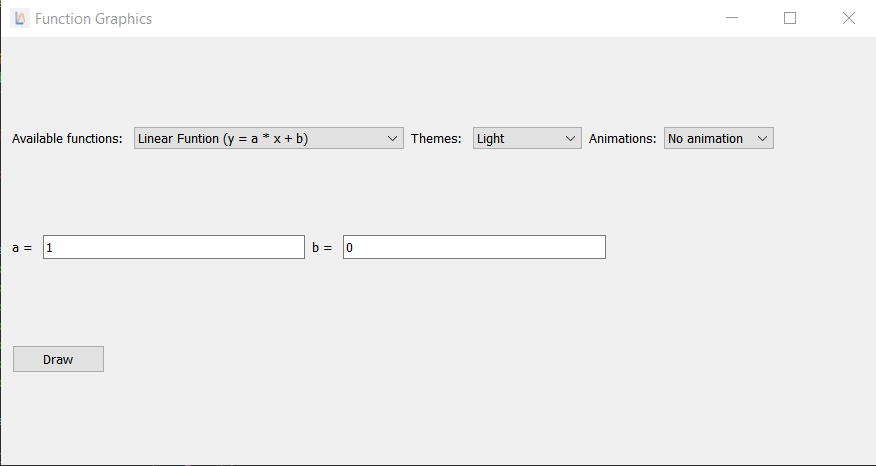 Function Graphics
Available functions: Linear Funtion (y = a * x + b) Themes: Light Animations: No animation
a = 1 b = 0
Draw